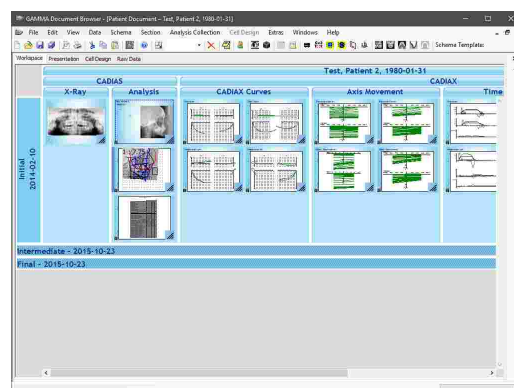 GAMMA Document Browser - [Patient Document - Test, Patient 2, 1980-01-31]
File Edit View Data Schema Section Analysis Collection Cell Design Extras Windows Help
Schema Template:
Workspace Presentation Cell Design Raw Data
Test, Patient 2, 1980-01-31
CADIAS CADIAX
X-Ray Analysis CADIAX Curves Axis Movement Time
Initial
2014-02-10
Intermediate - 2015-10-23
Final - 2015-10-23